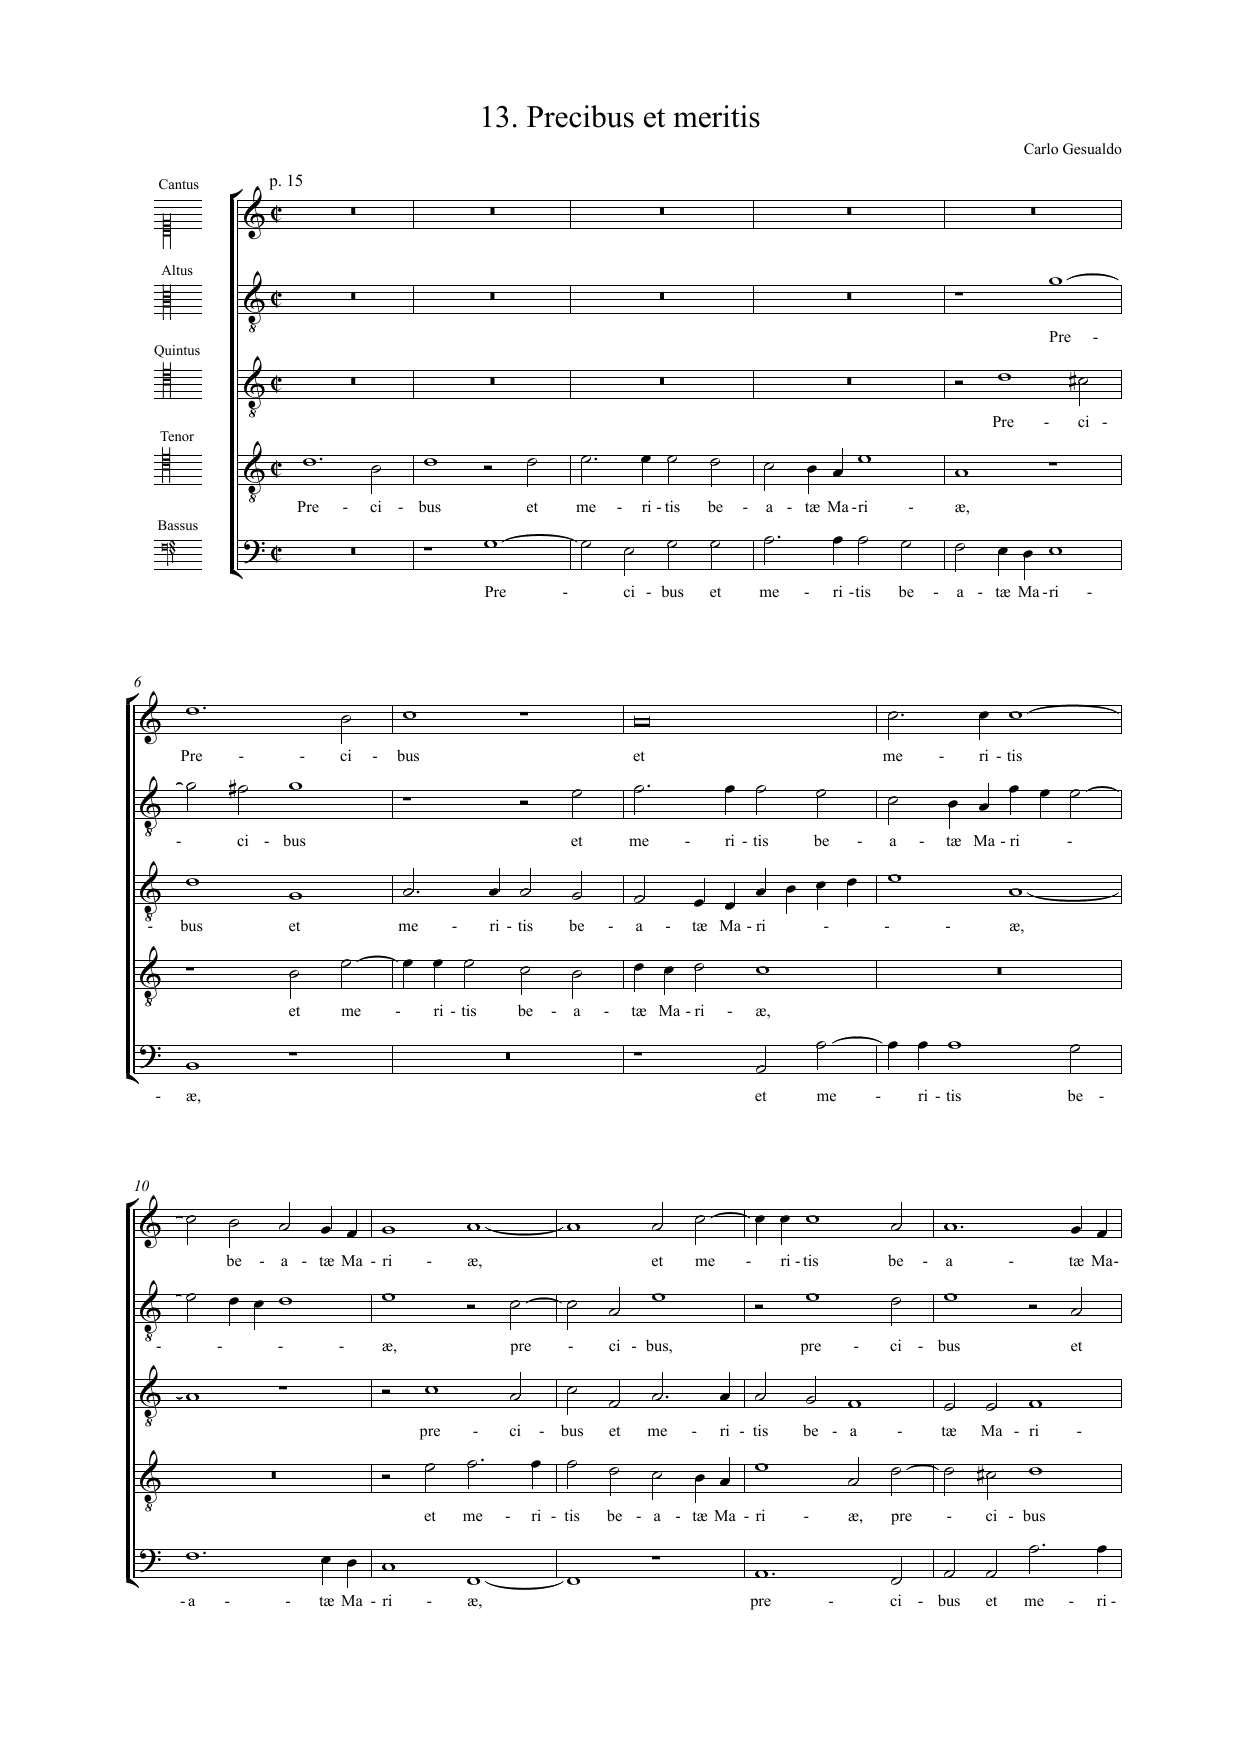 13. Precibus et meritis
Carlo Gesualdo
p. 15
Cantus
Altus
Pre -
Quintus
Pre - ci -
Tenor
Pre - ci - bus et me - ri - tis be - a - tæ Ma - ri - æ,
Bassus
Pre - ci - bus et me - ri - tis be - a - tæ Ma - ri -
6
Pre - - ci - bus et me - ri - tis
- ci - bus et me - ri - tis be - a - tæ Ma - ri -
- bus et me - ri - tis be - a - tæ Ma - ri - - - - æ,
et me - ri - tis be - a - tæ Ma - ri - æ,
- æ, et me - ri - tis be -
10
be - a - tæ Ma - ri - æ, et me - ri - tis be - a - tæ Ma-
- - - - æ, pre - ci - bus, pre - ci - bus et
pre - ci - bus et me - ri - tis be - a - tæ Ma - ri -
et me - ri - tis be - a - tæ Ma - ri - æ, pre - ci - bus
- a - - tæ Ma - ri - æ, pre - ci - bus et me - ri -